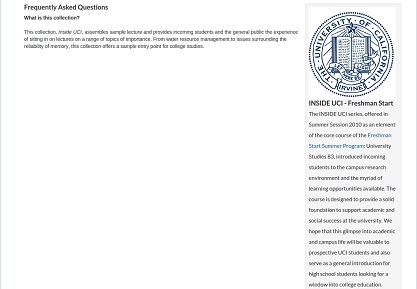 Frequently Asked Questions
What is this collection?
This collection, Inside UCI, assembles sample lecture and provides incoming students and the general public the experience
of sitting in on lectures on a range of topics of importance. From water resource management to issues surrounding the
reliability of memory, this collection offers a sample entry point for college studies.
THE UNIVERSITY OF CALIFORNIA
IRVINE
INSIDE UCI - Freshman Start
The INSIDE UCI series, offered in
Summer Session 2010 as an element
of the core course of the Freshman
Start Summer Program: University
Studies 83, introduced incoming
students to the campus research
environment and the myriad of
learning opportunities available. The
course is designed to provide a solid
foundation to support academic and
social success at the university. We
hope that this glimpse into academic
and campus life will be valuable to
prospective UCI students and also
serve as a general introduction for
high school students looking for a
window into college education.